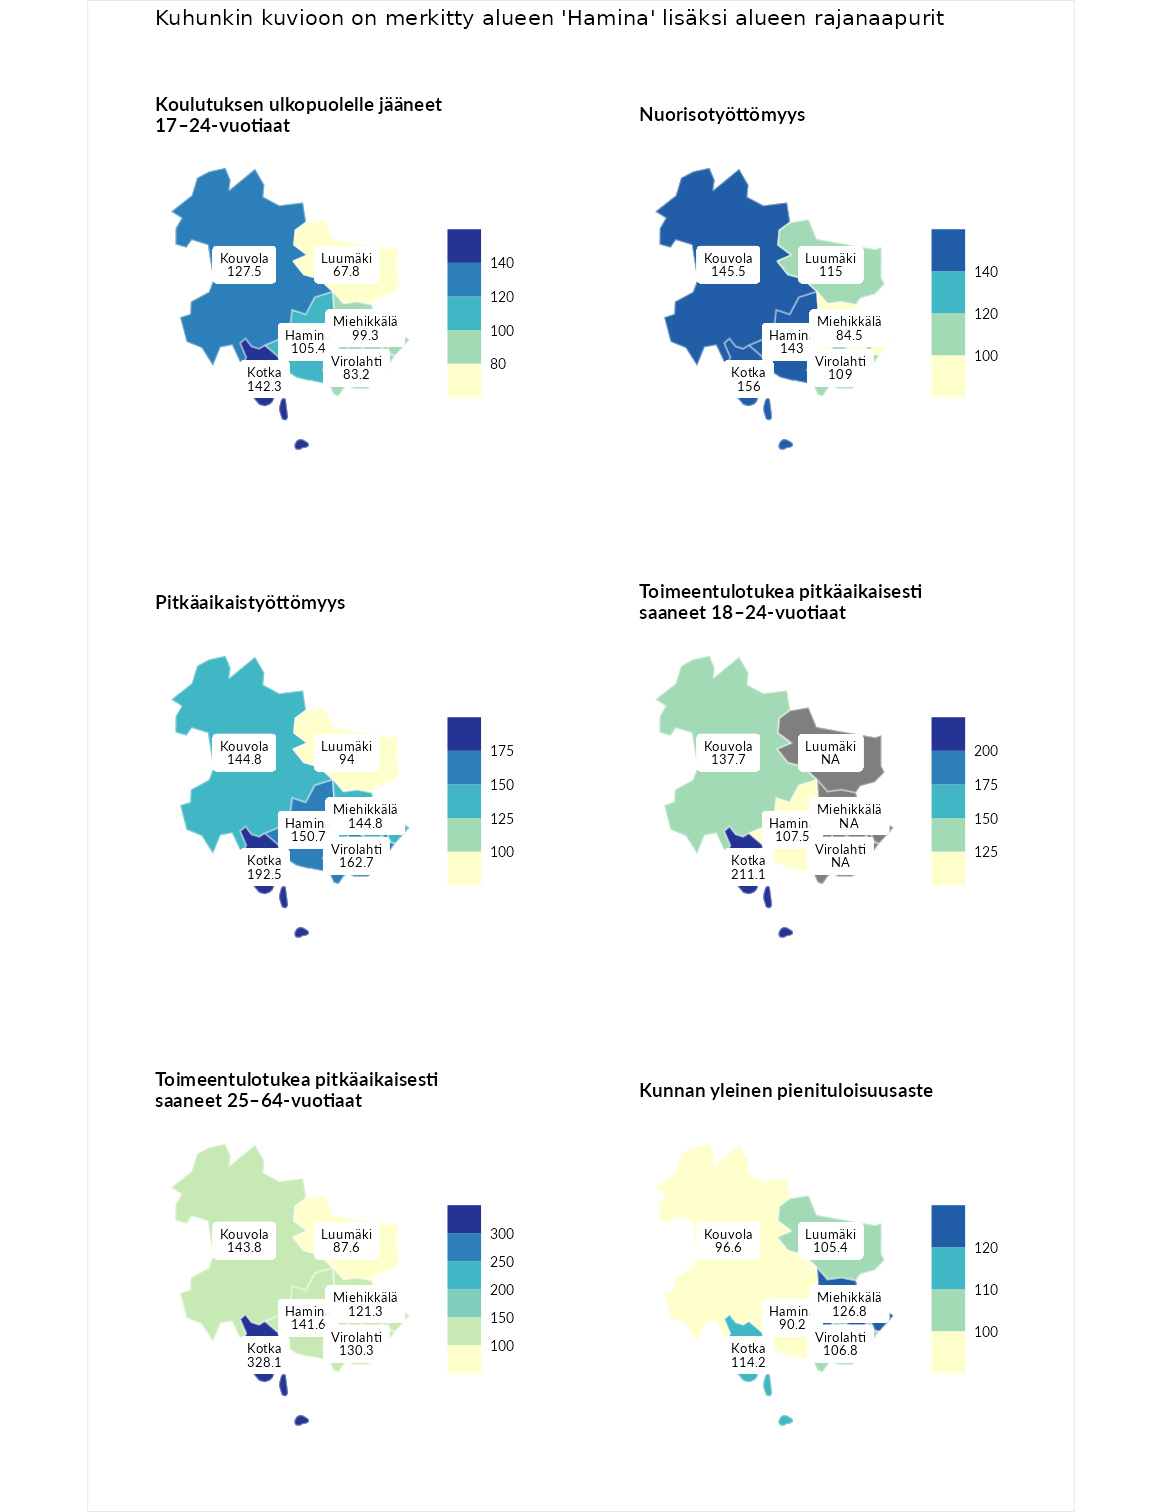 Kuhunkin kuvioon on merkitty alueen 'Hamina' lisäksi alueen rajanaapurit
Koulutuksen ulkopuolelle jääneet
17–24-vuotiaat
Kouvola
127.5
Luumäki
67.8
Miehikkälä
99.3
Hamin
105.4
Virolahti
83.2
Kotka
142.3
140
120
100
80
Nuorisotyöttömyys
Kouvola
145.5
Luumäki
115
Miehikkälä
84.5
Hamin
143
Virolahti
109
Kotka
156
140
120
100
Pitkäaikaistyöttömyys
Kouvola
144.8
Luumäki
94
Miehikkälä
144.8
Hamin
150.7
Virolahti
162.7
Kotka
192.5
175
150
125
100
Toimeentulotukea pitkäaikaisesti
saaneet 18–24-vuotiaat
Kouvola
137.7
Luumäki
NA
Miehikkälä
NA
Hamin
107.5
Virolahti
NA
Kotka
211.1
200
175
150
125
Toimeentulotukea pitkäaikaisesti
saaneet 25–64-vuotiaat
Kouvola
143.8
Luumäki
87.6
Miehikkälä
121.3
Hamin
141.6
Virolahti
130.3
Kotka
328.1
300
250
200
150
100
Kunnan yleinen pienituloisuusaste
Kouvola
96.6
Luumäki
105.4
Miehikkälä
126.8
Hamin
90.2
Virolahti
106.8
Kotka
114.2
120
110
100